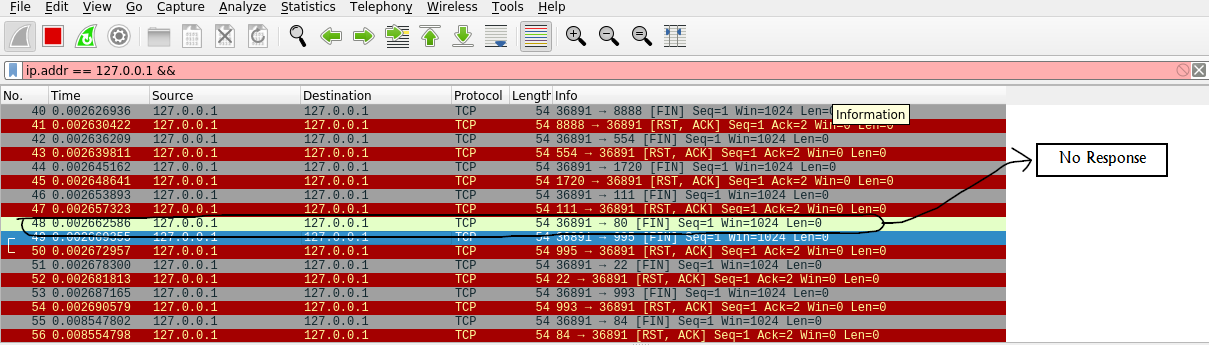 File Edit View Go Capture Analyze Statistics Telephony Wireless Tools Help
ip.addr == 127.0.0.1 &&
No. Time Source Destination Protocol Length Info
40 0.002626936 127.0.0.1 127.0.0.1 TCP 54 36891 → 8888 [FIN] Seq=1 Win=1024 Len=0
Information
41 0.002630422 127.0.0.1 127.0.0.1 TCP 54 8888 → 36891 [RST, ACK] Seq=1 Ack=2 Win=0 Len=0
42 0.002636209 127.0.0.1 127.0.0.1 TCP 54 36891 → 554 [FIN] Seq=1 Win=1024 Len=0
43 0.002639811 127.0.0.1 127.0.0.1 TCP 54 554 → 36891 [RST, ACK] Seq=1 Ack=2 Win=0 Len=0
No Response
44 0.002645162 127.0.0.1 127.0.0.1 TCP 54 36891 → 1720 [FIN] Seq=1 Win=1024 Len=0
45 0.002648641 127.0.0.1 127.0.0.1 TCP 54 1720 → 36891 [RST, ACK] Seq=1 Ack=2 Win=0 Len=0
46 0.002653893 127.0.0.1 127.0.0.1 TCP 54 36891 → 111 [FIN] Seq=1 Win=1024 Len=0
47 0.002657323 127.0.0.1 127.0.0.1 TCP 54 111 → 36891 [RST, ACK] Seq=1 Ack=2 Win=0 Len=0
48 0.002662586 127.0.0.1 127.0.0.1 TCP 54 36891 → 80 [FIN] Seq=1 Win=1024 Len=0
49 0.002669355 127.0.0.1 127.0.0.1 TCP 54 36891 → 995 [FIN] Seq=1 Win=1024 Len=0
50 0.002672957 127.0.0.1 127.0.0.1 TCP 54 995 → 36891 [RST, ACK] Seq=1 Ack=2 Win=0 Len=0
51 0.002678300 127.0.0.1 127.0.0.1 TCP 54 36891 → 22 [FIN] Seq=1 Win=1024 Len=0
52 0.002681813 127.0.0.1 127.0.0.1 TCP 54 22 → 36891 [RST, ACK] Seq=1 Ack=2 Win=0 Len=0
53 0.002687165 127.0.0.1 127.0.0.1 TCP 54 36891 → 993 [FIN] Seq=1 Win=1024 Len=0
54 0.002690579 127.0.0.1 127.0.0.1 TCP 54 993 → 36891 [RST, ACK] Seq=1 Ack=2 Win=0 Len=0
55 0.008547802 127.0.0.1 127.0.0.1 TCP 54 36891 → 84 [FIN] Seq=1 Win=1024 Len=0
56 0.008554798 127.0.0.1 127.0.0.1 TCP 54 84 → 36891 [RST, ACK] Seq=1 Ack=2 Win=0 Len=0